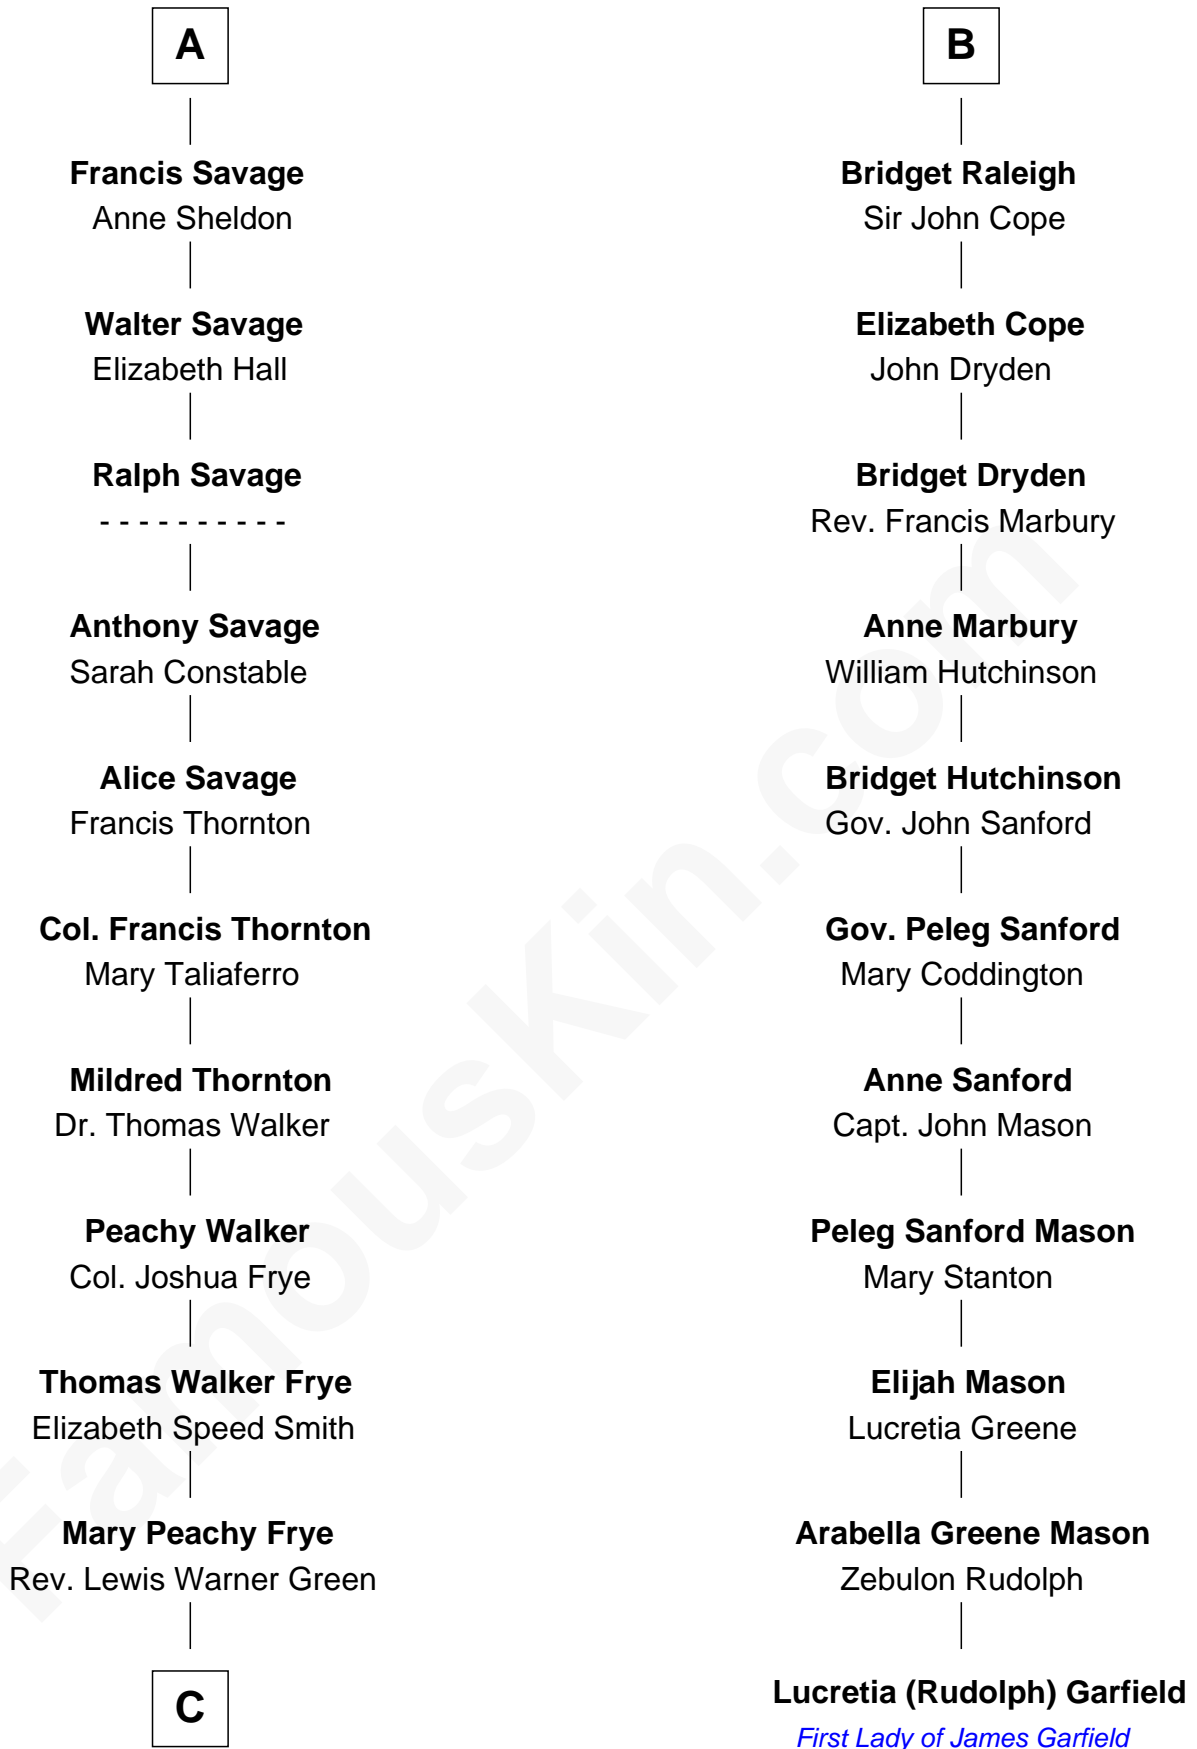 A
Francis Savage
Anne Sheldon
Walter Savage
Elizabeth Hall
Ralph Savage
- - - - - - - - - -
Anthony Savage
Sarah Constable
Alice Savage
Francis Thornton
Col. Francis Thornton
Mary Taliaferro
Mildred Thornton
Dr. Thomas Walker
Peachy Walker
Col. Joshua Frye
Thomas Walker Frye
Elizabeth Speed Smith
Mary Peachy Frye
Rev. Lewis Warner Green
C
B
Bridget Raleigh
Sir John Cope
Elizabeth Cope
John Dryden
Bridget Dryden
Rev. Francis Marbury
Anne Marbury
William Hutchinson
Bridget Hutchinson
Gov. John Sanford
Gov. Peleg Sanford
Mary Coddington
Anne Sanford
Capt. John Mason
Peleg Sanford Mason
Mary Stanton
Elijah Mason
Lucretia Greene
Arabella Greene Mason
Zebulon Rudolph
Lucretia (Rudolph) Garfield
First Lady of James Garfield
FamousKin.com